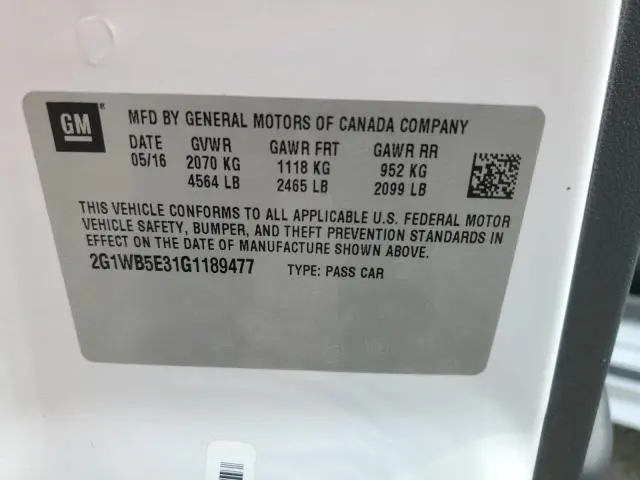 GM
MFD BY GENERAL MOTORS OF CANADA COMPANY
DATE GVWR GAWR FRT GAWR RR
05/16 2070 KG 1118 KG 952 KG
4564 LB 2465 LB 2099 LB
THIS VEHICLE CONFORMS TO ALL APPLICABLE U.S. FEDERAL MOTOR
VEHICLE SAFETY, BUMPER, AND THEFT PREVENTION STANDARDS IN
EFFECT ON THE DATE OF MANUFACTURE SHOWN ABOVE.
2G1WB5E31G1189477 TYPE: PASS CAR